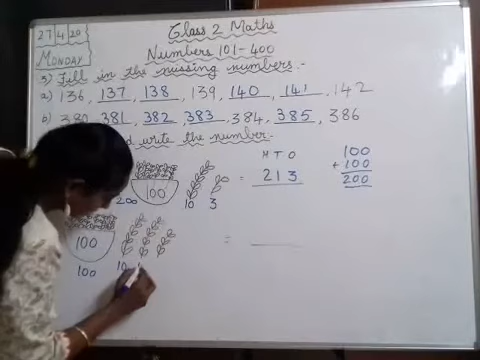 27 4 20
Class 2 Maths
MONDAY
Numbers 101-400
3) Fill in the missing numbers.
a) 136, 137, 138, 139, 140, 141, 142
b) 380, 381, 382, 383, 384, 385, 386
write the number.
100
+ 100
200
H T O
100
= 213
200 10 3
100
=
100 10